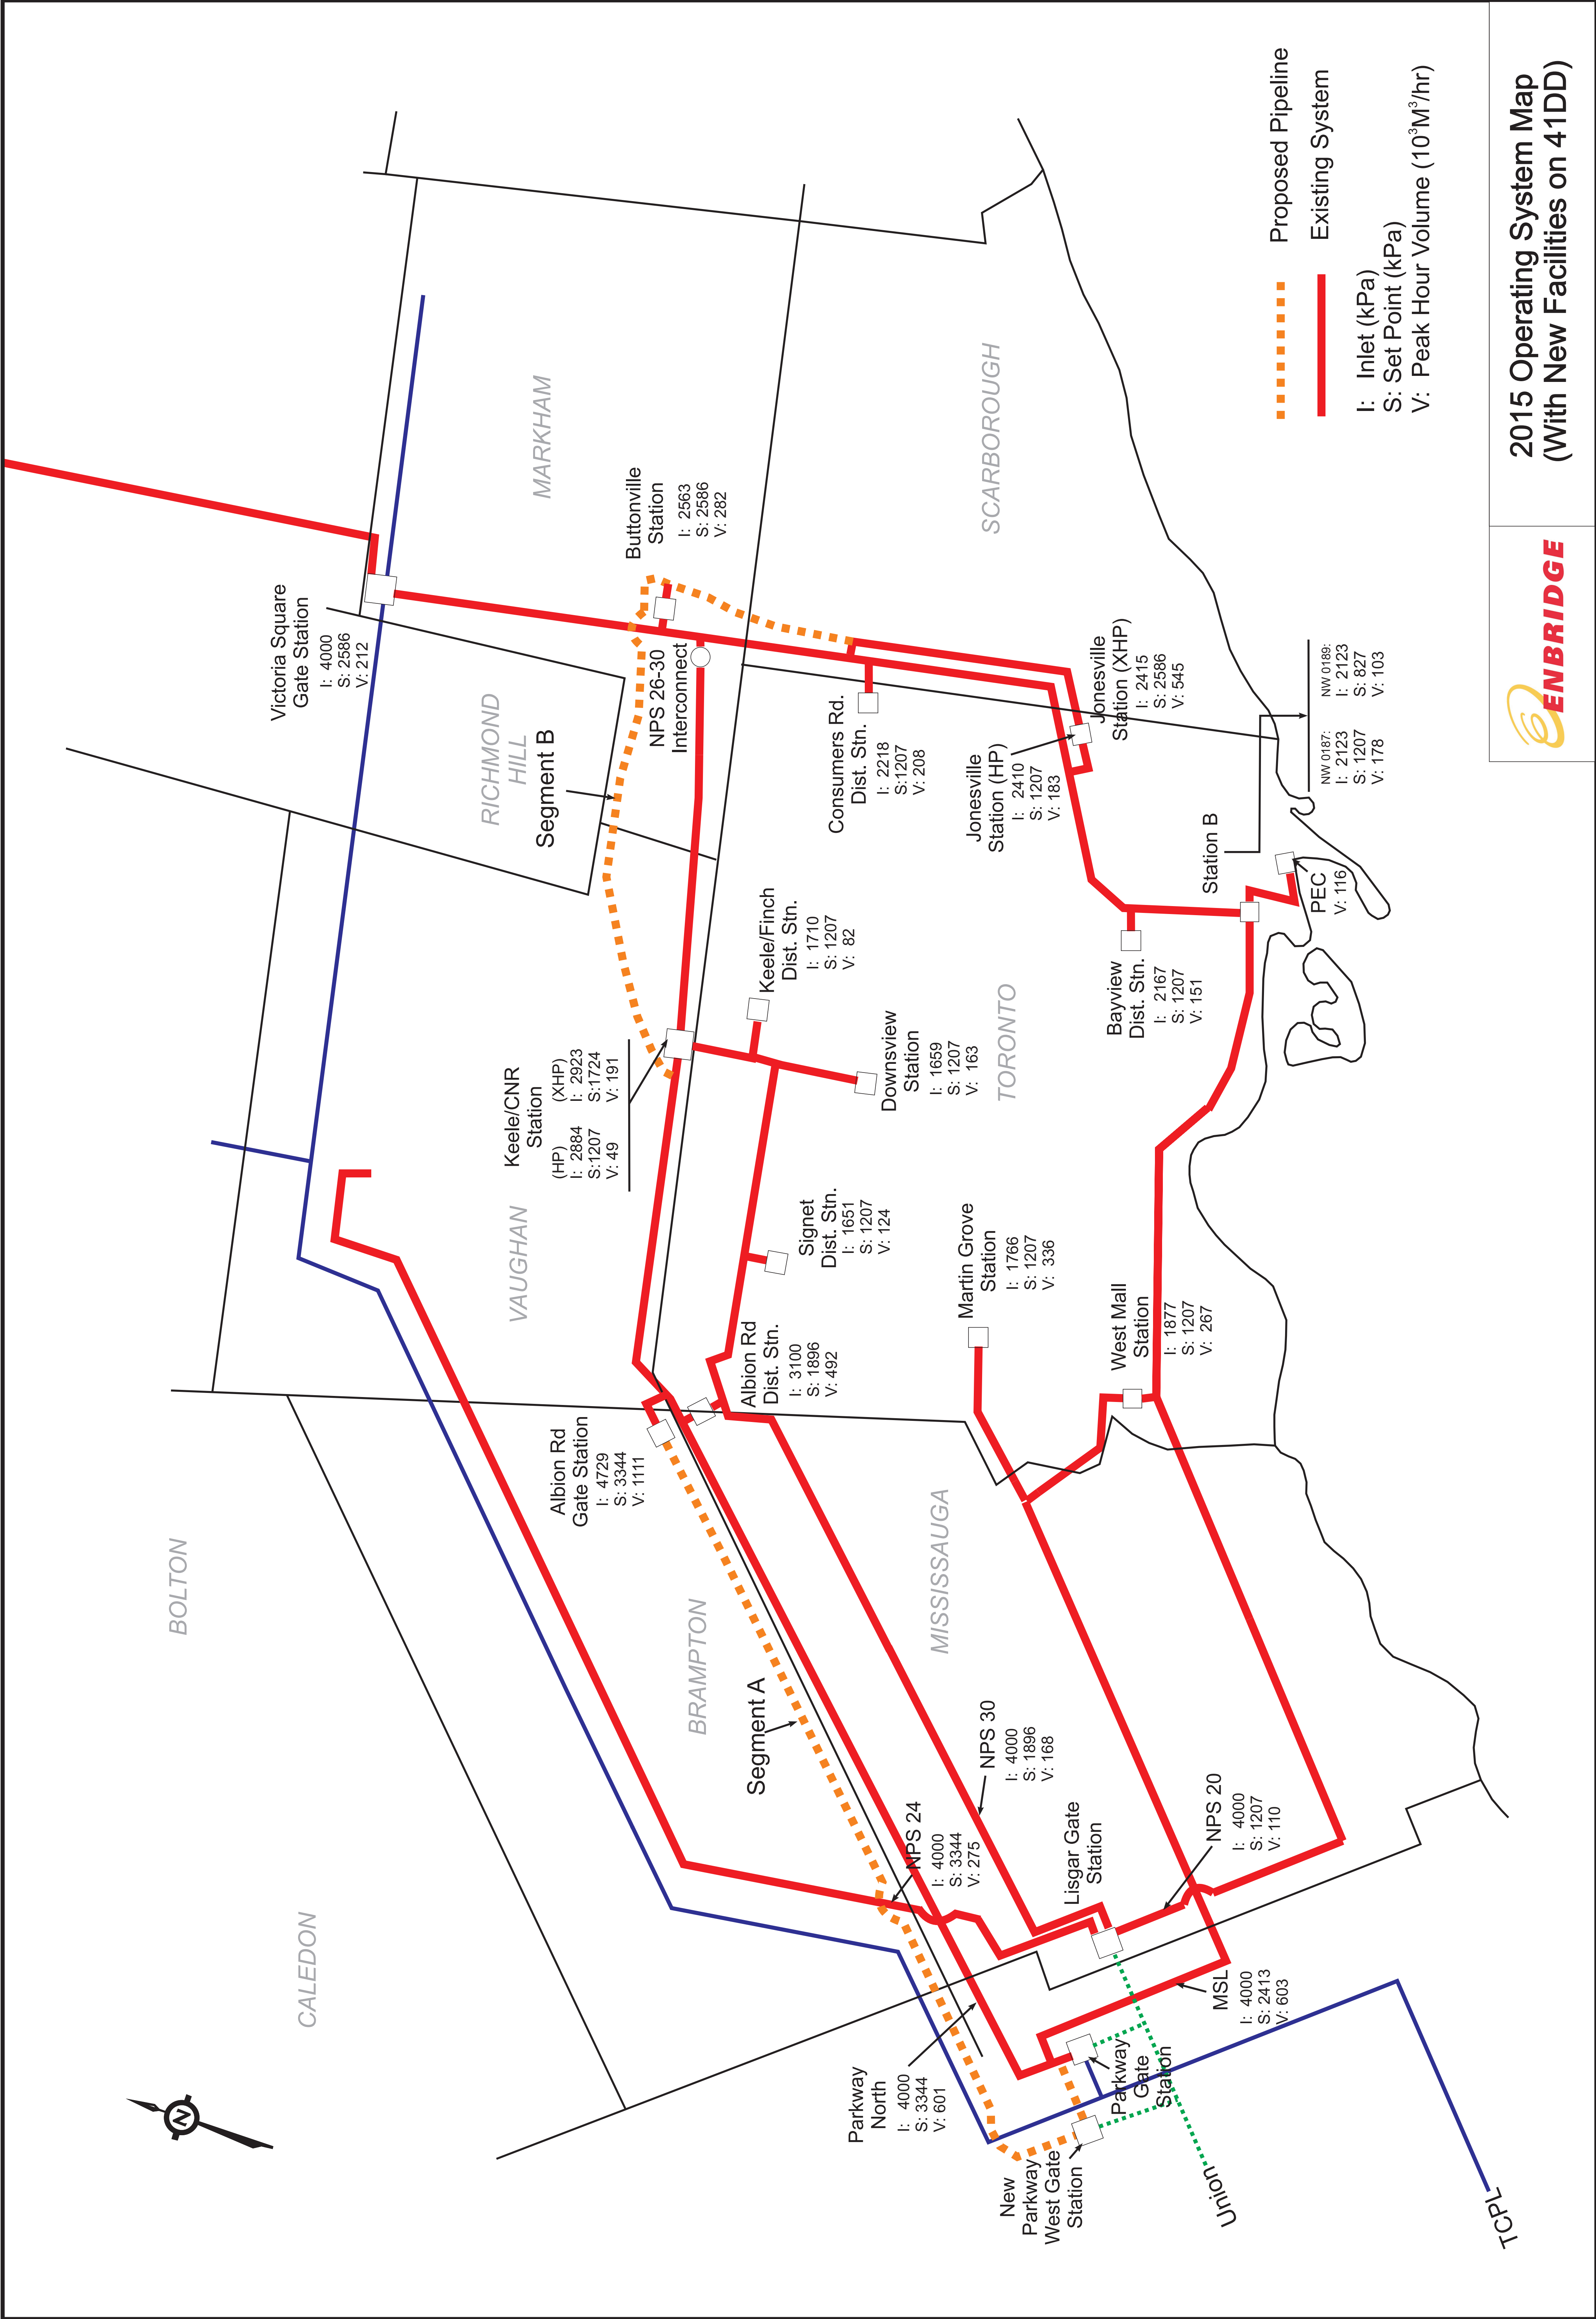 BOLTON
CALEDON
N
VAUGHAN
BRAMPTON
RICHMOND
HILL
MARKHAM
SCARBOROUGH
TORONTO
MISSISSAUGA
Victoria Square
Gate Station
I: 4000
S: 2586
V: 212
Buttonville
Station
I: 2563
S: 2586
V: 282
Segment B
NPS 26-30
Interconnect
Keele/CNR
Station
(HP)
I: 2884
S:1207
V: 49
(XHP)
I: 2923
S:1724
V: 191
Keele/Finch
Dist. Stn.
I: 1710
S: 1207
V: 82
Consumers Rd.
Dist. Stn.
I: 2218
S:1207
V: 208
Downsview
Station
I: 1659
S: 1207
V: 163
Jonesville
Station (HP)
I: 2410
S: 1207
V: 183
Jonesville
Station (XHP)
I: 2415
S: 2586
V: 545
Signet
Dist. Stn.
I: 1651
S: 1207
V: 124
Albion Rd
Gate Station
I: 4729
S: 3344
V: 1111
Albion Rd
Dist. Stn.
I: 3100
S: 1896
V: 492
Martin Grove
Station
I: 1766
S: 1207
V: 336
West Mall
Station
I: 1877
S: 1207
V: 267
Bayview
Dist. Stn.
I: 2167
S: 1207
V: 151
Station B
NW 0187:
I: 2123
S: 1207
V: 178
NW 0189:
I: 2123
S: 827
V: 103
PEC
V: 116
Segment A
NPS 24
I: 4000
S: 3344
V: 275
NPS 30
I: 4000
S: 1896
V: 168
Lisgar Gate
Station
NPS 20
I: 4000
S: 1207
V: 110
MSL
I: 4000
S: 2413
V: 603
Parkway
North
I: 4000
S: 3344
V: 601
Parkway
Gate
Station
New
Parkway
West Gate
Station
Union
TCPL
Proposed Pipeline
Existing System
I: Inlet (kPa)
S: Set Point (kPa)
V: Peak Hour Volume (10³M³/hr)
ENBRIDGE
2015 Operating System Map
(With New Facilities on 41DD)